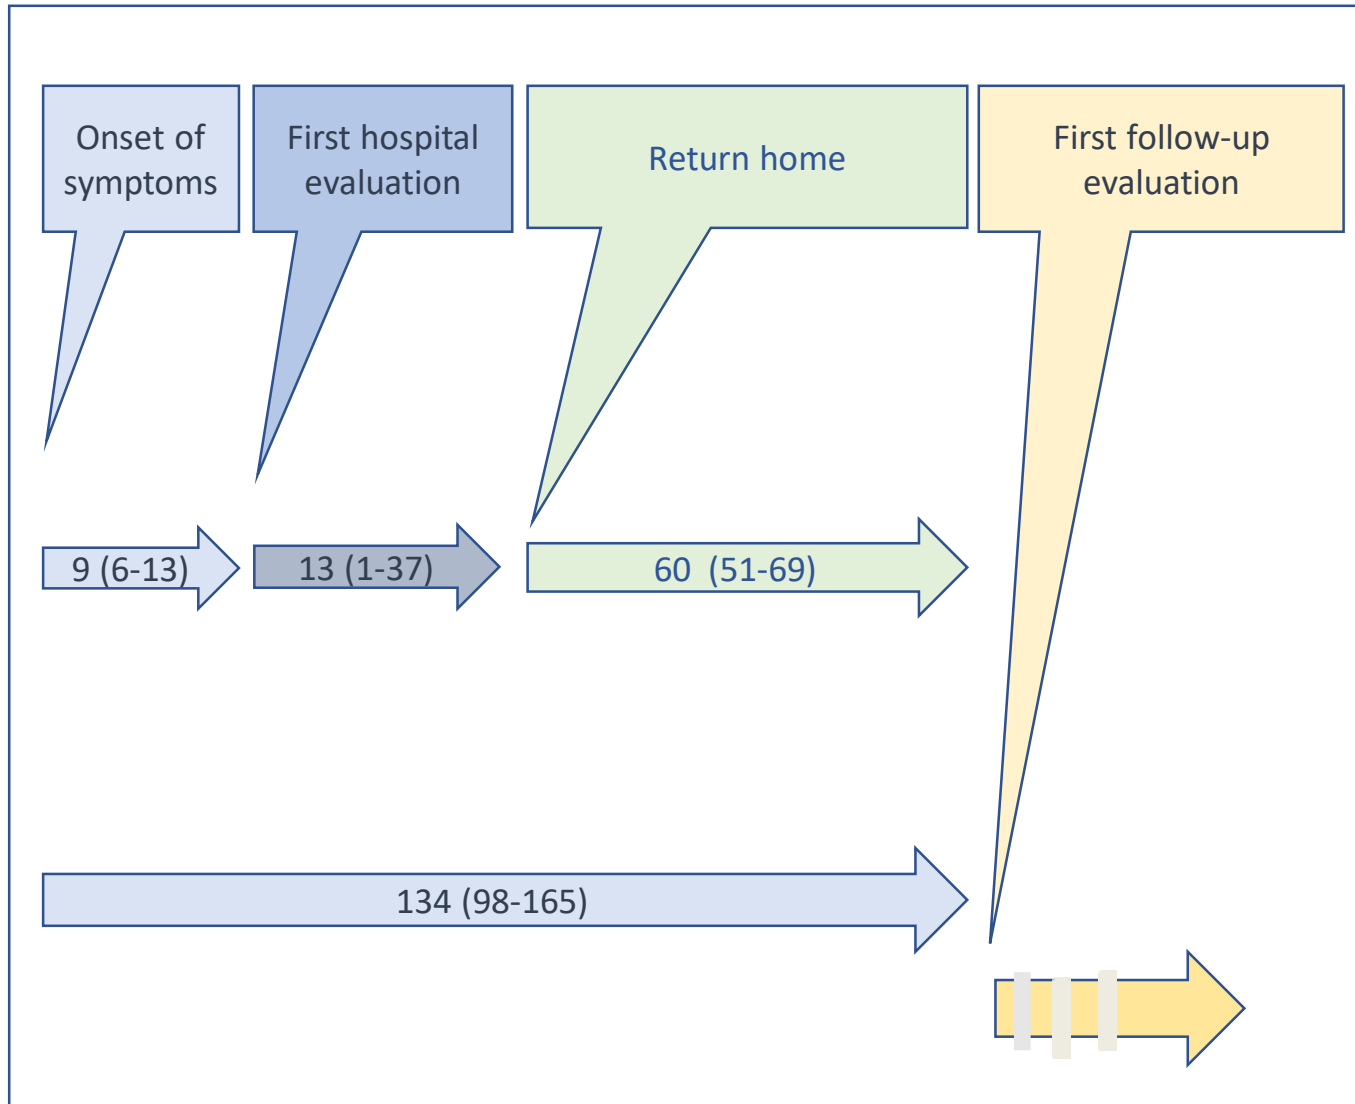 Onset of
symptoms
First hospital
evaluation
Return home
First follow-up
evaluation
9 (6-13)
13 (1-37)
60  (51-69)
134 (98-165)